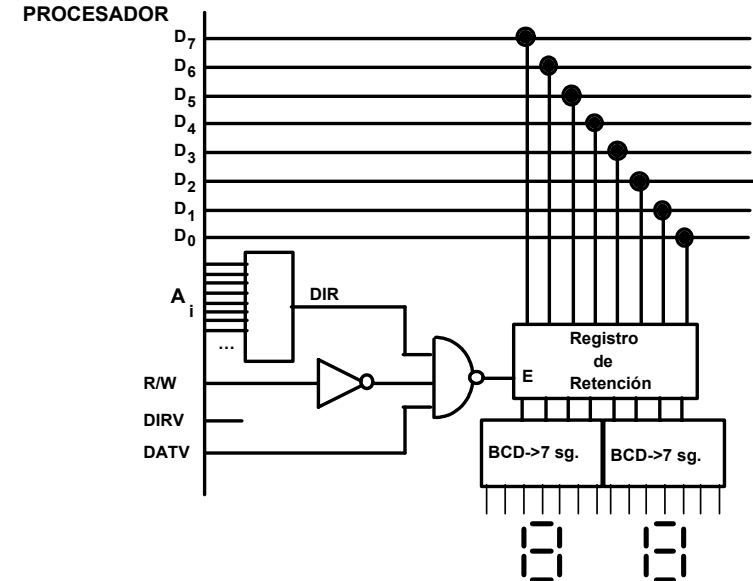 PROCESADOR
D7
D6
D5
D4
D3
D2
D1
D0
Ai
...
DIR
R/W
DIRV
DATV
E
Registro
de
Retención
BCD->7 sg.
BCD->7 sg.